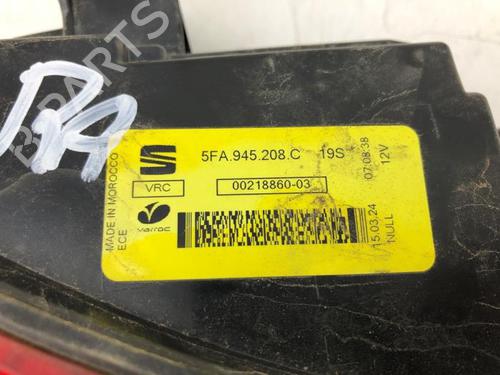 B-PARTS
5FA.945.208.C 19S
VRC 00218860-03
Varroc
MADE IN MOROCCO
ECE
07:08:38
12V
15.03.24
NULL